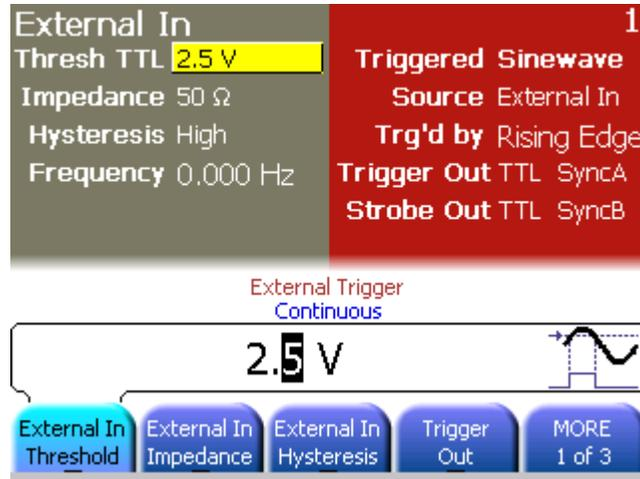 External In
Thresh TTL 2.5 V
Impedance 50 Ω
Hysteresis High
Frequency 0.000 Hz
1
Triggered Sinewave
Source External In
Trg'd by Rising Edge
Trigger Out TTL SyncA
Strobe Out TTL SyncB
External Trigger
Continuous
2.5 V
External In Threshold
External In Impedance
External In Hysteresis
Trigger Out
MORE 1 of 3